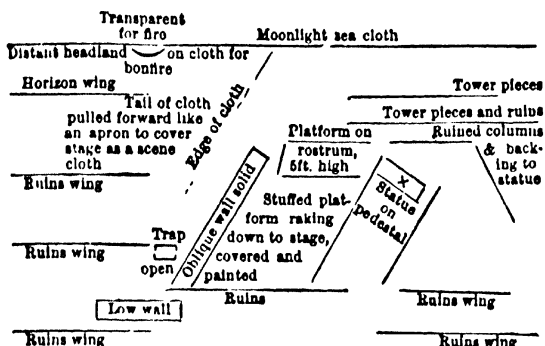 Transparent
for fire
Moonlight sea cloth
Distant headland
on cloth for
bonfire
Horizon wing
Tail of cloth
pulled forward like
an apron to cover
stage as a scene
cloth
Edge of cloth
Tower pieces
Tower pieces and ruins
Platform on
rostrum,
5ft. high
Ruined columns
& back-
ing to
statue
Ruins wing
×
Statue
on
pedestal
Oblique wall solid
Stuffed plat-
form raking
down to stage,
covered and
painted
Trap
open
Ruins wing
Ruins
Ruins wing
Low wall
Ruins wing
Ruins wing